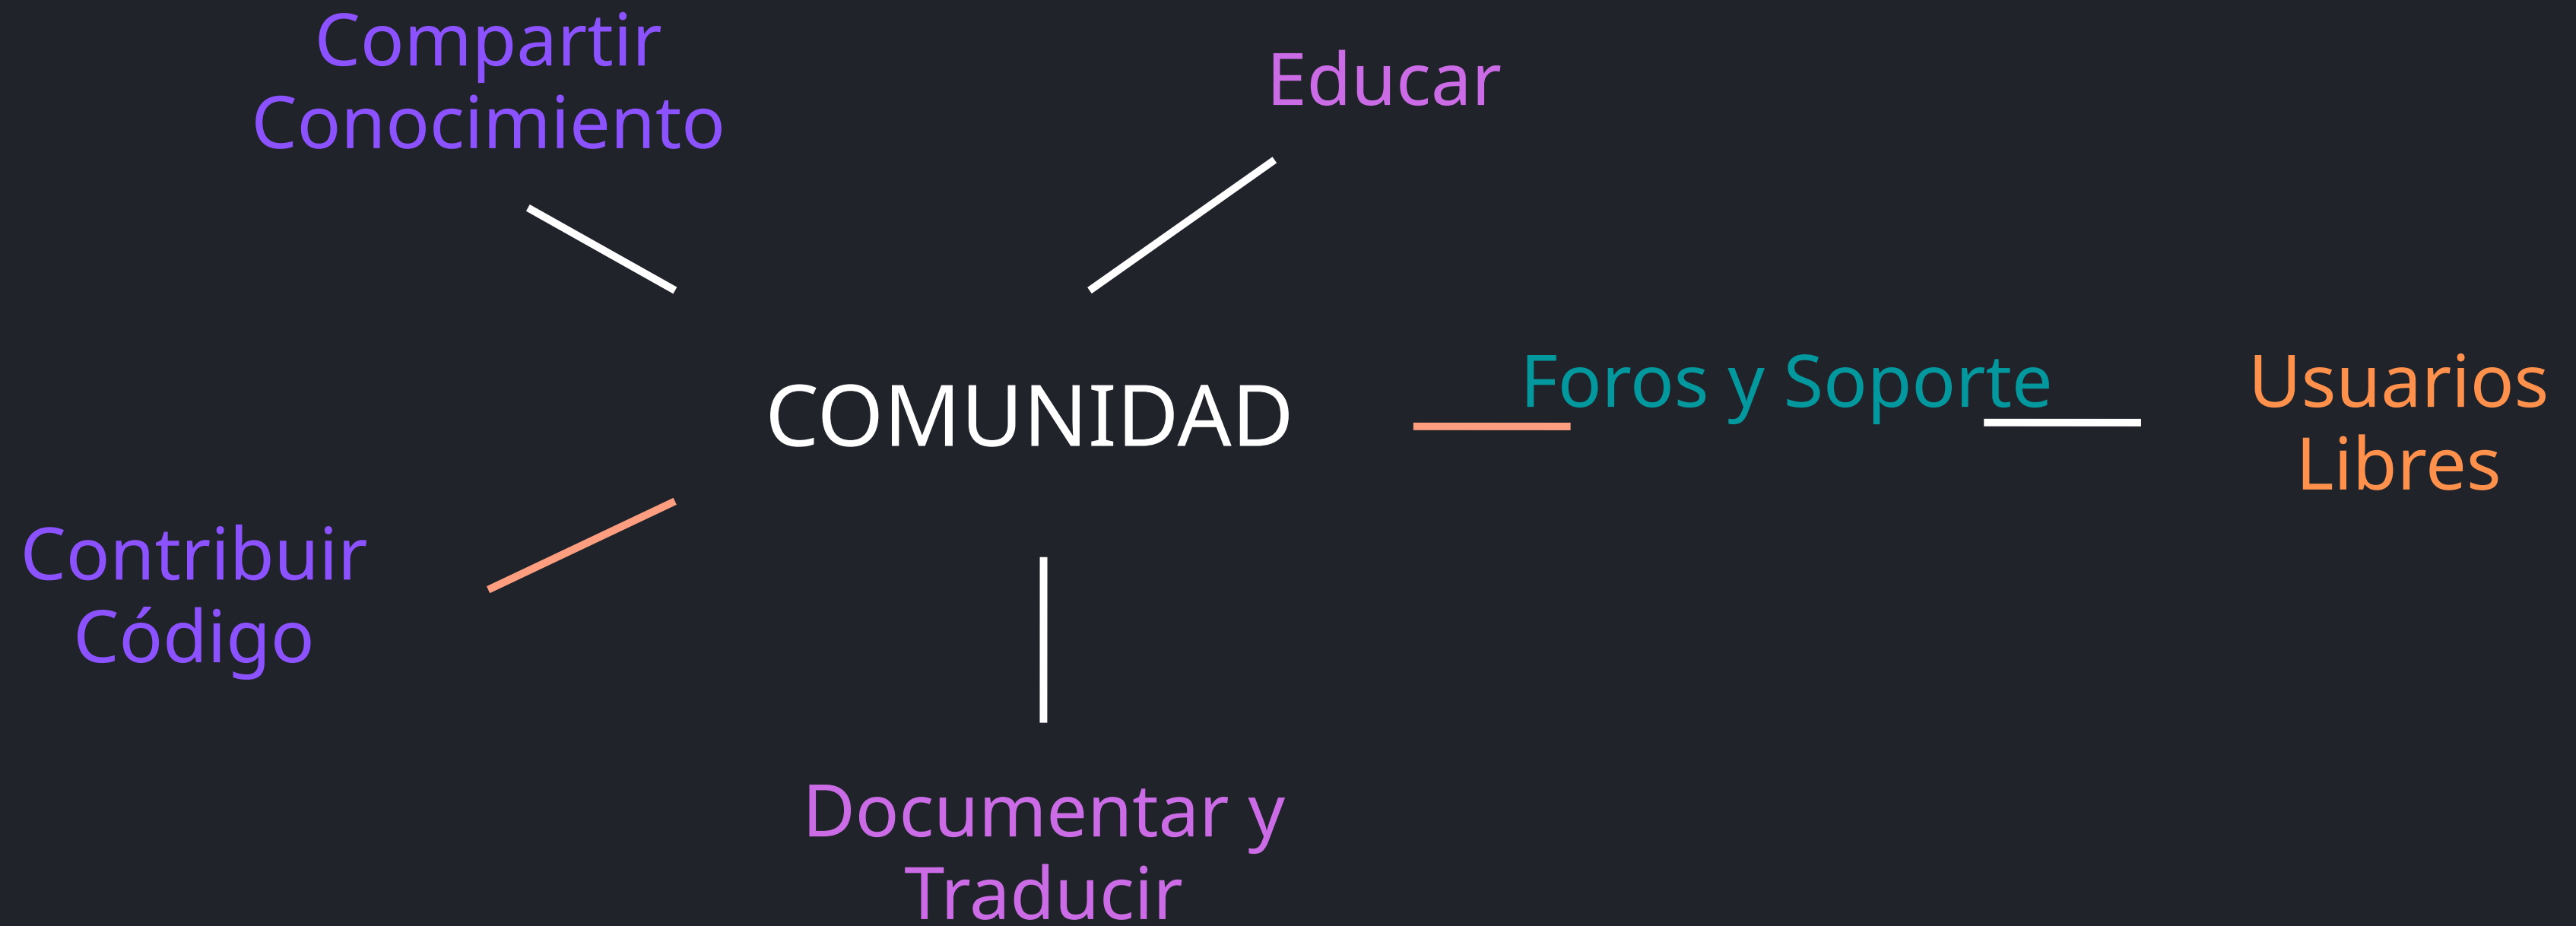 Compartir
Conocimiento
Educar
COMUNIDAD
Foros y Soporte
Usuarios
Libres
Contribuir
Código
Documentar y
Traducir